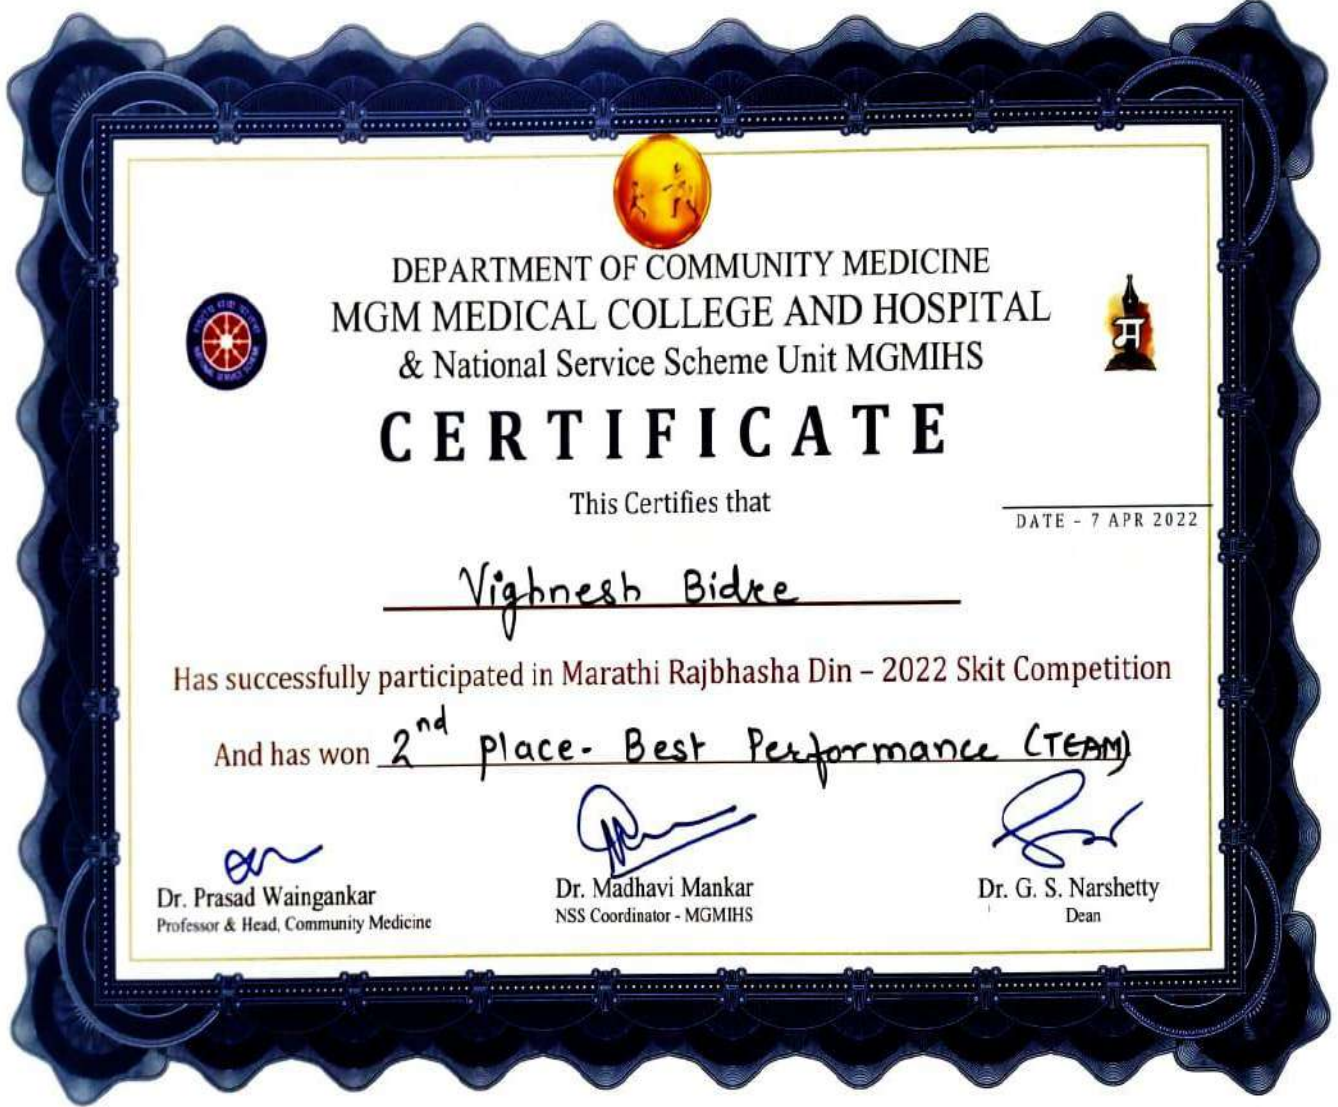 DEPARTMENT OF COMMUNITY MEDICINE
MGM MEDICAL COLLEGE AND HOSPITAL
& National Service Scheme Unit MGMIHS
म
CERTIFICATE
This Certifies that
DATE - 7 APR 2022
Vighnesh Bidre
Has successfully participated in Marathi Rajbhasha Din – 2022 Skit Competition
And has won 2nd place - Best Performance (TEAM)
Dr. Prasad Waingankar
Professor & Head, Community Medicine
Dr. Madhavi Mankar
NSS Coordinator - MGMIHS
Dr. G. S. Narshetty
Dean